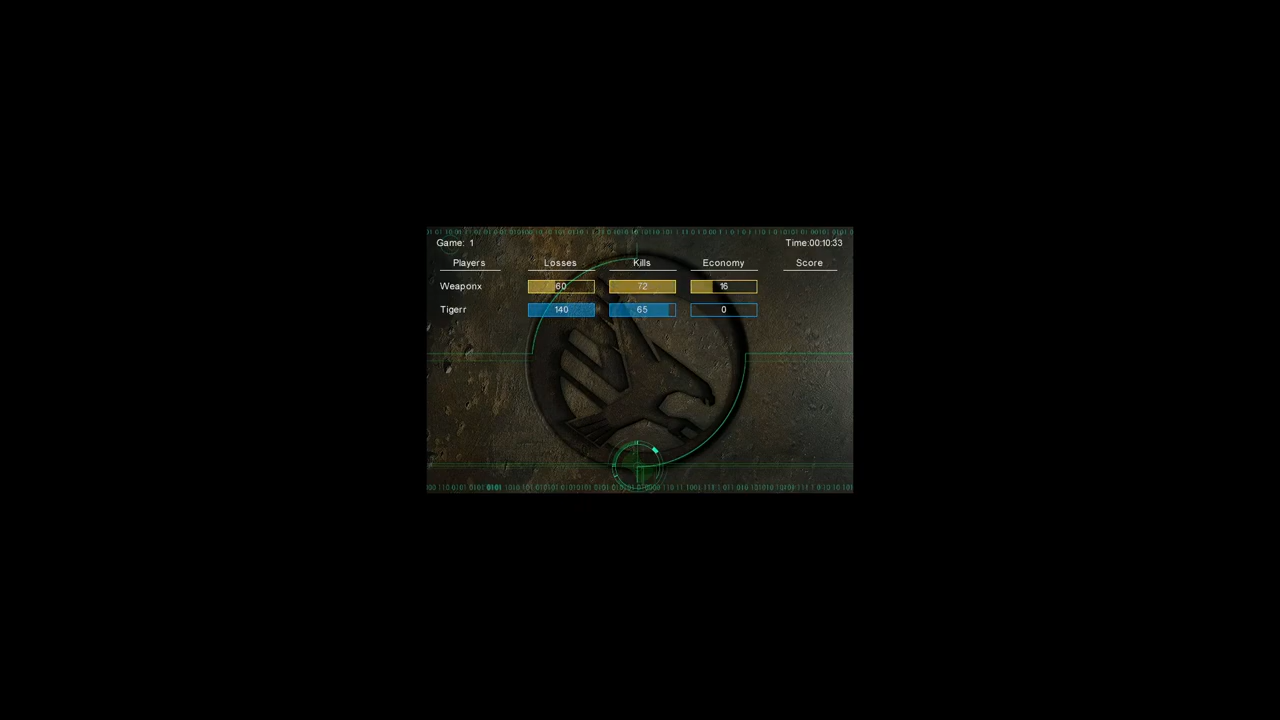 Game: 1 Time:00:10:33
Players Losses Kills Economy Score
Weaponx 60 72 16
Tigerr 140 65 0